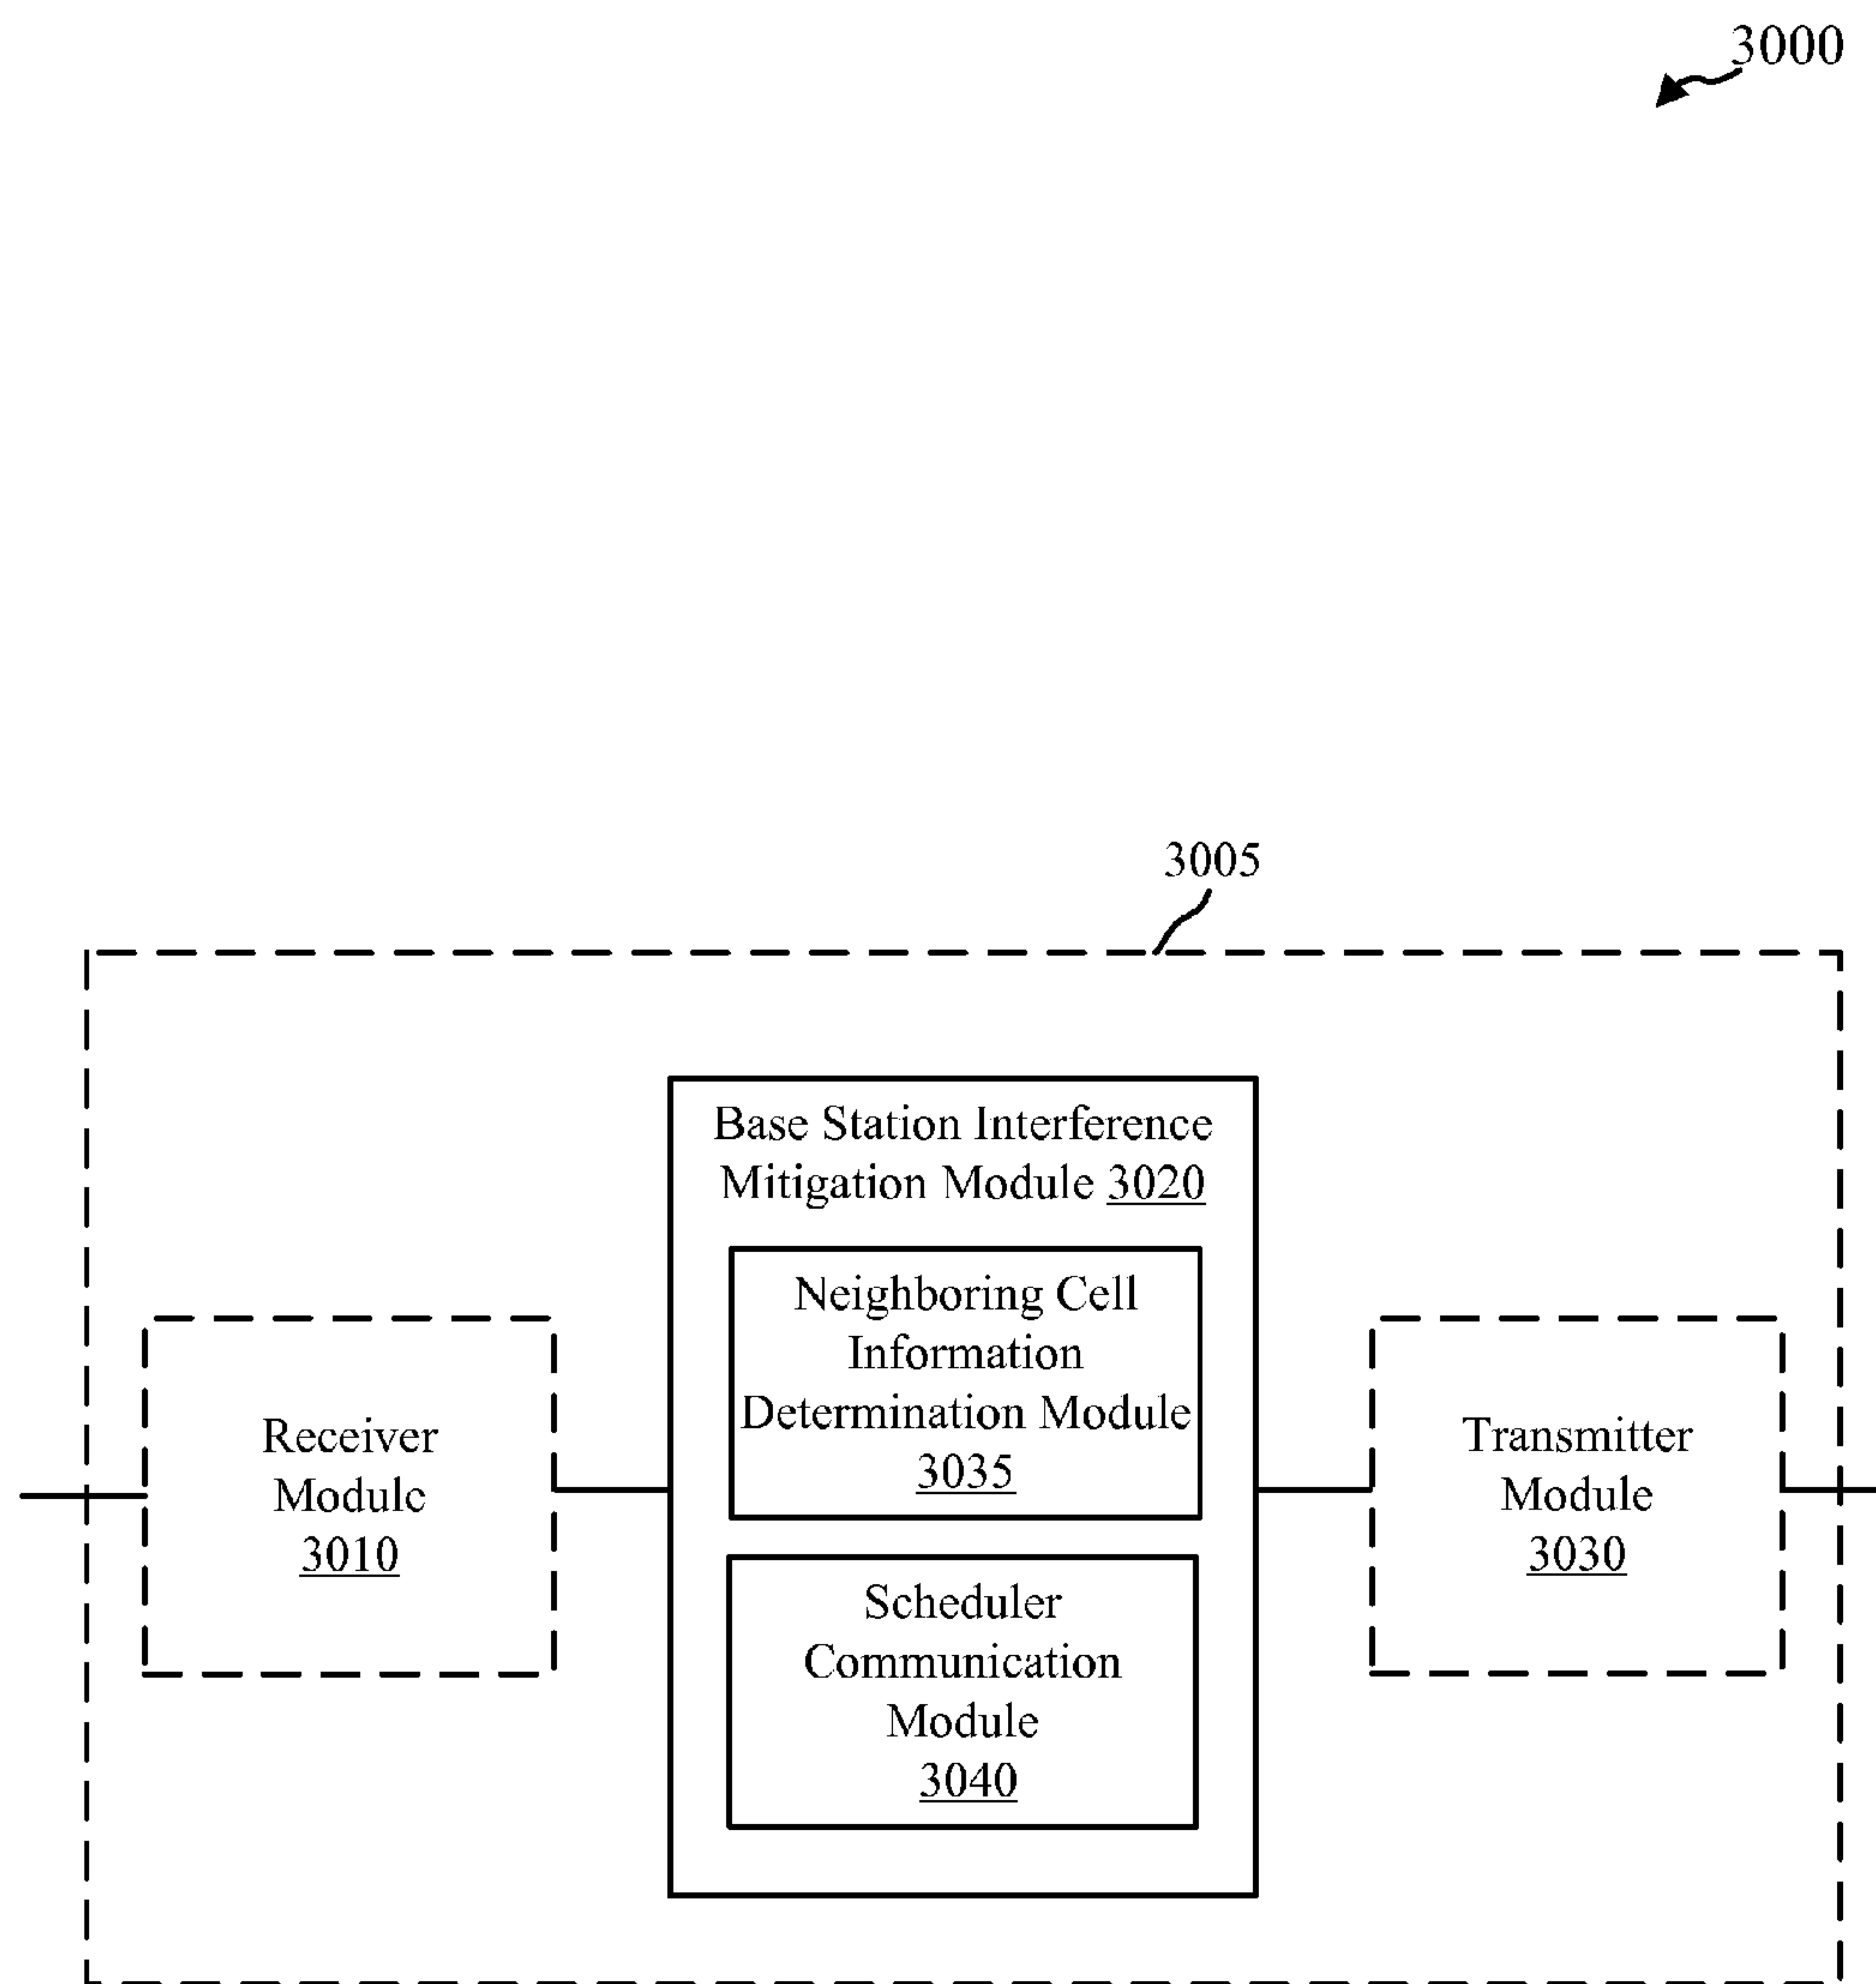 3000
3005
Base Station Interference
Mitigation Module 3020
Neighboring Cell
Information
Determination Module
3035
Receiver
Module
3010
Transmitter
Module
3030
Scheduler
Communication
Module
3040